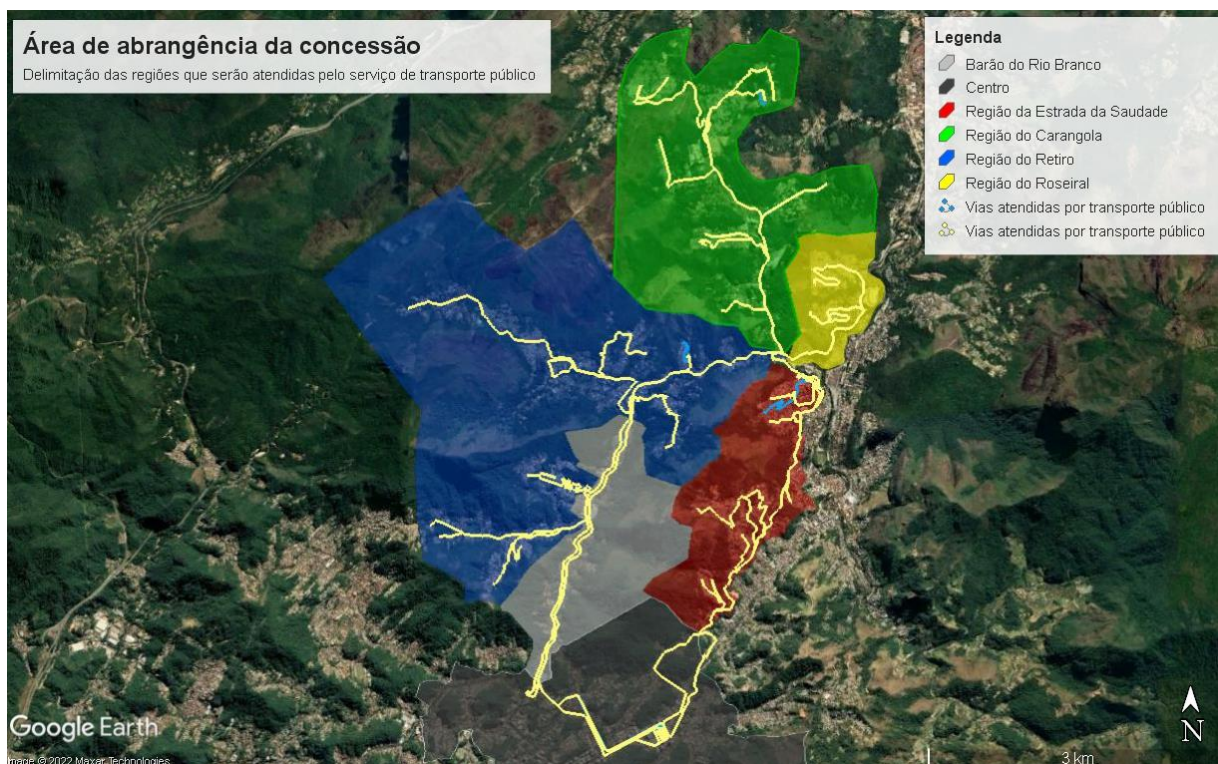 Área de abrangência da concessão
Delimitação das regiões que serão atendidas pelo serviço de transporte público
Legenda
Barão do Rio Branco
Centro
Região da Estrada da Saudade
Região do Carangola
Região do Retiro
Região do Roseiral
Vias atendidas por transporte público
Vias atendidas por transporte público
Google Earth
Image © 2022 Maxar Technologies
N
3 km